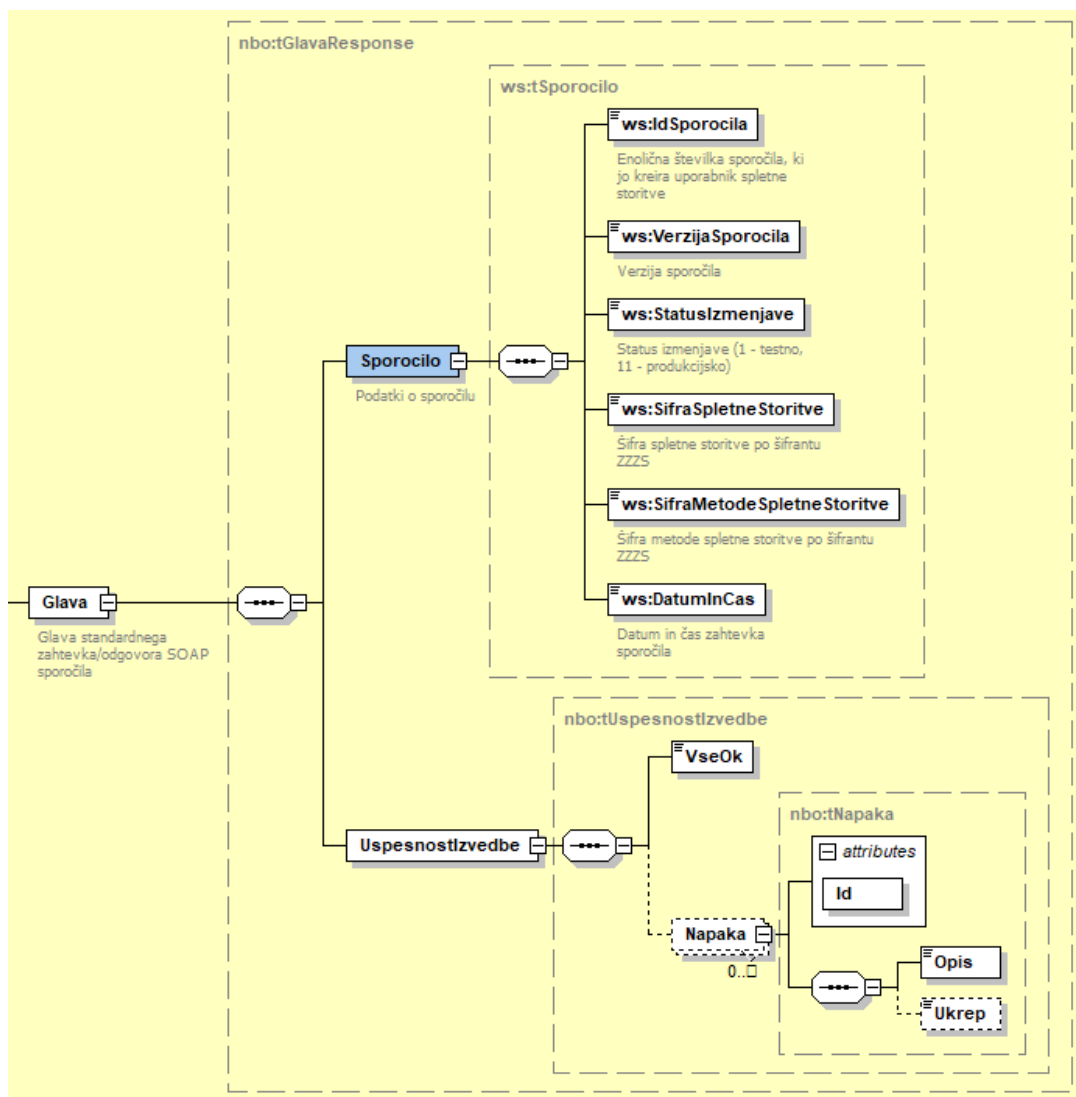 nbo:tGlavaResponse
ws:tSporocilo
ws:IdSporocila
Enolična številka sporočila, ki
jo kreira uporabnik spletne
storitve
ws:VerzijaSporocila
Verzija sporočila
ws:StatusIzmenjave
Status izmenjave (1 - testno,
11 - produkcijsko)
Sporocilo
Podatki o sporočilu
ws:SifraSpletneStoritve
Šifra spletne storitve po šifrantu
ZZZS
ws:SifraMetodeSpletneStoritve
Šifra metode spletne storitve po šifrantu
ZZZS
ws:DatumInCas
Datum in čas zahtevka
sporočila
Glava
Glava standardnega
zahtevka/odgovora SOAP
sporočila
nbo:tUspesnostIzvedbe
VseOk
nbo:tNapaka
attributes
Id
UspesnostIzvedbe
Napaka
0..□
Opis
Ukrep